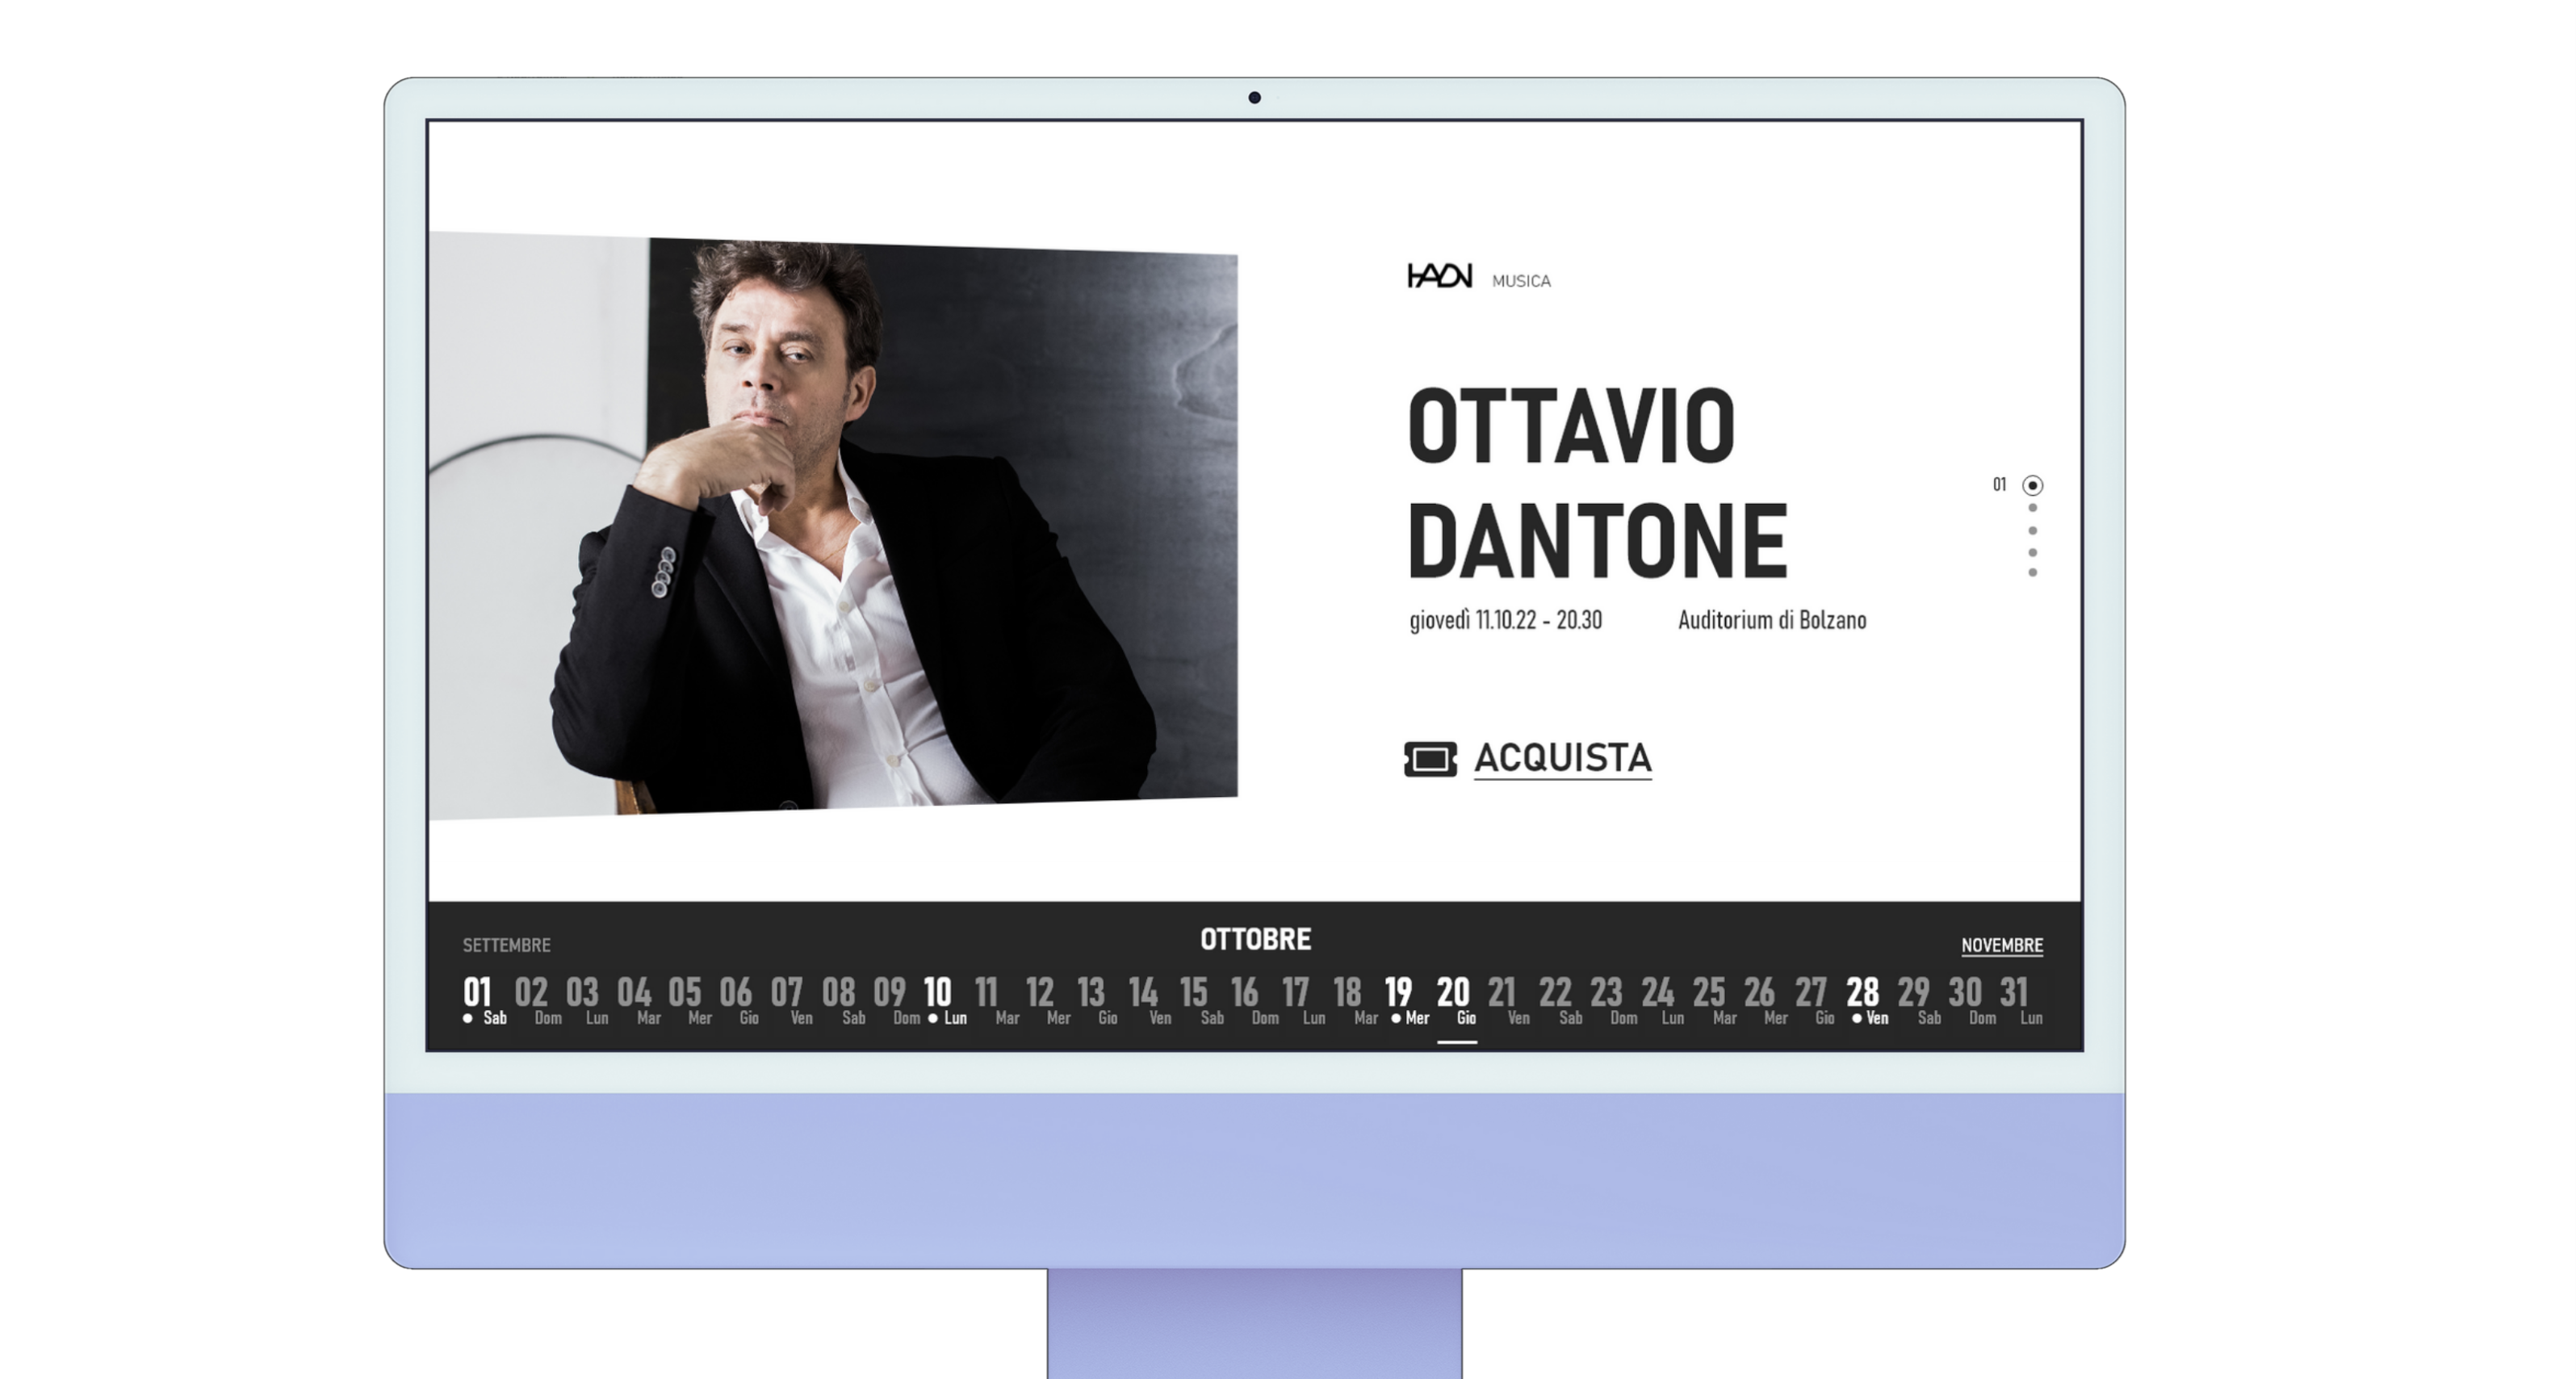 HAYDN MUSICA
OTTAVIO
DANTONE
giovedì 11.10.22 - 20.30 Auditorium di Bolzano
01
ACQUISTA
SETTEMBRE OTTOBRE NOVEMBRE
01 02 03 04 05 06 07 08 09 10 11 12 13 14 15 16 17 18 19 20 21 22 23 24 25 26 27 28 29 30 31
Sab Dom Lun Mar Mer Gio Ven Sab Dom Lun Mar Mer Gio Ven Sab Dom Lun Mar Mer Gio Ven Sab Dom Lun Mar Mer Gio Ven Sab Dom Lun